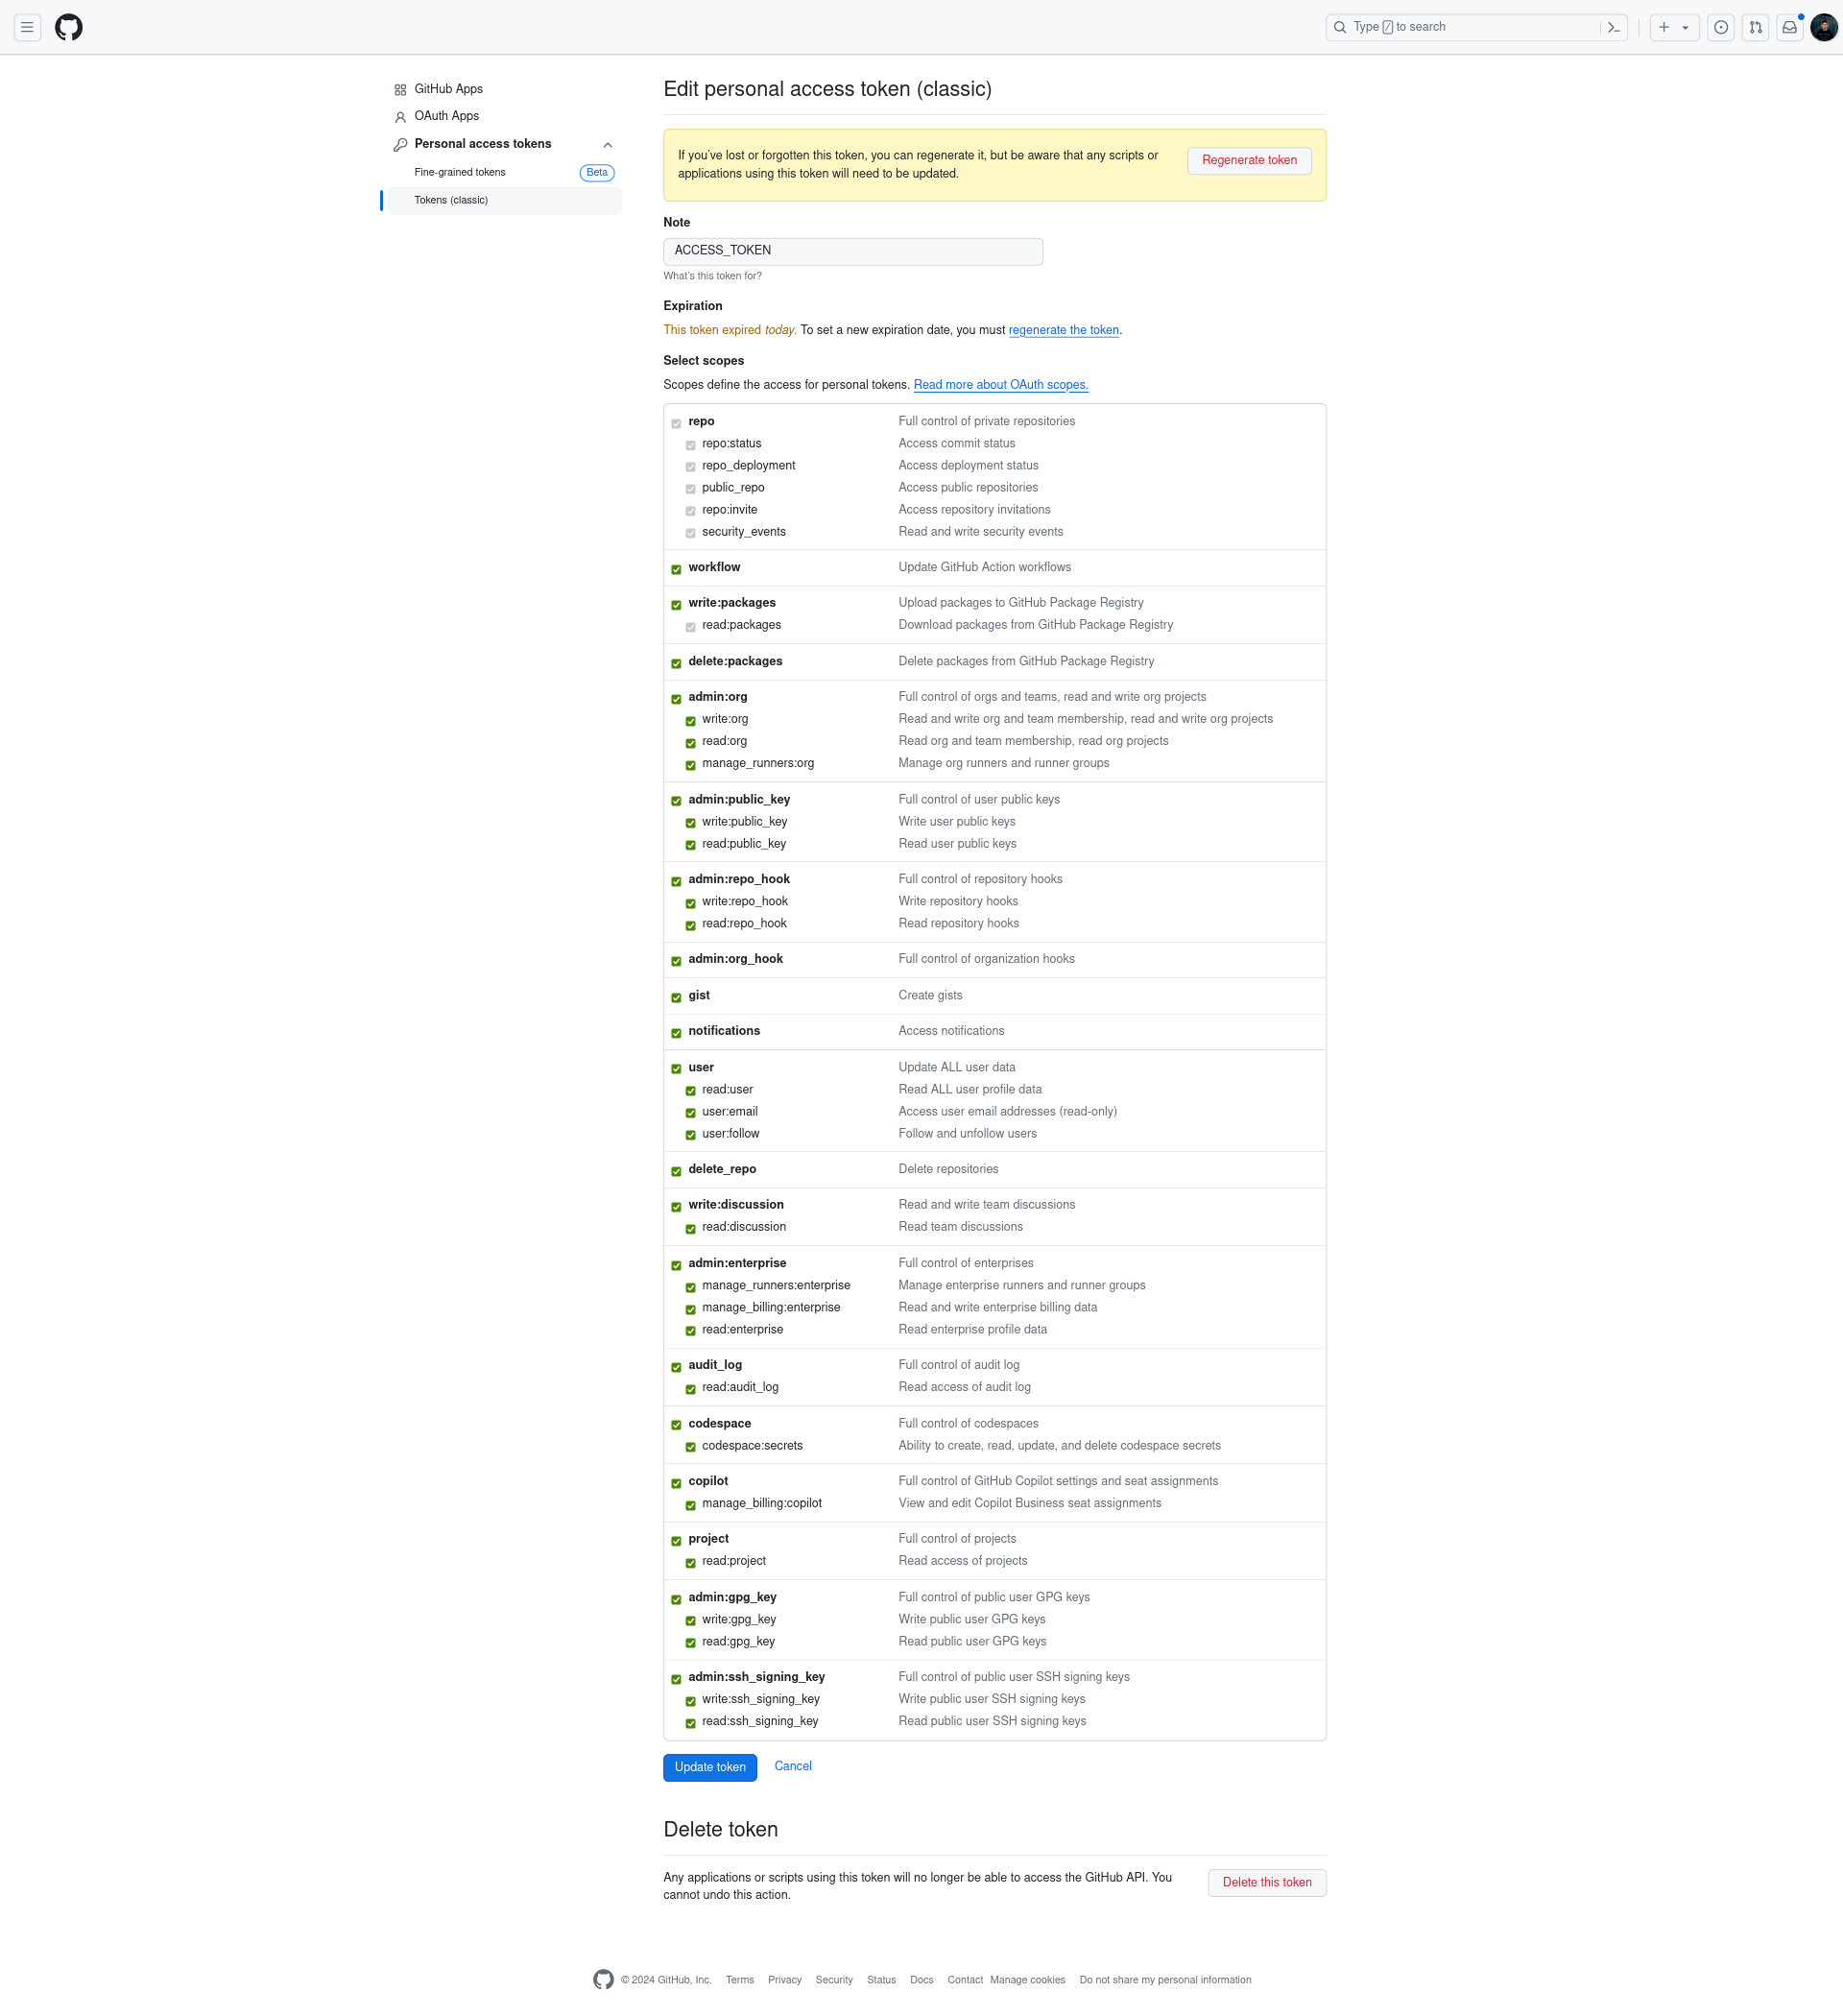 Type / to search
GitHub Apps
OAuth Apps
Personal access tokens
Fine-grained tokens Beta
Tokens (classic)
Edit personal access token (classic)
If you've lost or forgotten this token, you can regenerate it, but be aware that any scripts or
applications using this token will need to be updated.
Regenerate token
Note
ACCESS_TOKEN
What's this token for?
Expiration
This token expired today. To set a new expiration date, you must regenerate the token.
Select scopes
Scopes define the access for personal tokens. Read more about OAuth scopes.
repo Full control of private repositories
repo:status Access commit status
repo_deployment Access deployment status
public_repo Access public repositories
repo:invite Access repository invitations
security_events Read and write security events
workflow Update GitHub Action workflows
write:packages Upload packages to GitHub Package Registry
read:packages Download packages from GitHub Package Registry
delete:packages Delete packages from GitHub Package Registry
admin:org Full control of orgs and teams, read and write org projects
write:org Read and write org and team membership, read and write org projects
read:org Read org and team membership, read org projects
manage_runners:org Manage org runners and runner groups
admin:public_key Full control of user public keys
write:public_key Write user public keys
read:public_key Read user public keys
admin:repo_hook Full control of repository hooks
write:repo_hook Write repository hooks
read:repo_hook Read repository hooks
admin:org_hook Full control of organization hooks
gist Create gists
notifications Access notifications
user Update ALL user data
read:user Read ALL user profile data
user:email Access user email addresses (read-only)
user:follow Follow and unfollow users
delete_repo Delete repositories
write:discussion Read and write team discussions
read:discussion Read team discussions
admin:enterprise Full control of enterprises
manage_runners:enterprise Manage enterprise runners and runner groups
manage_billing:enterprise Read and write enterprise billing data
read:enterprise Read enterprise profile data
audit_log Full control of audit log
read:audit_log Read access of audit log
codespace Full control of codespaces
codespace:secrets Ability to create, read, update, and delete codespace secrets
copilot Full control of GitHub Copilot settings and seat assignments
manage_billing:copilot View and edit Copilot Business seat assignments
project Full control of projects
read:project Read access of projects
admin:gpg_key Full control of public user GPG keys
write:gpg_key Write public user GPG keys
read:gpg_key Read public user GPG keys
admin:ssh_signing_key Full control of public user SSH signing keys
write:ssh_signing_key Write public user SSH signing keys
read:ssh_signing_key Read public user SSH signing keys
Update token Cancel
Delete token
Any applications or scripts using this token will no longer be able to access the GitHub API. You
cannot undo this action.
Delete this token
© 2024 GitHub, Inc. Terms Privacy Security Status Docs Contact Manage cookies Do not share my personal information